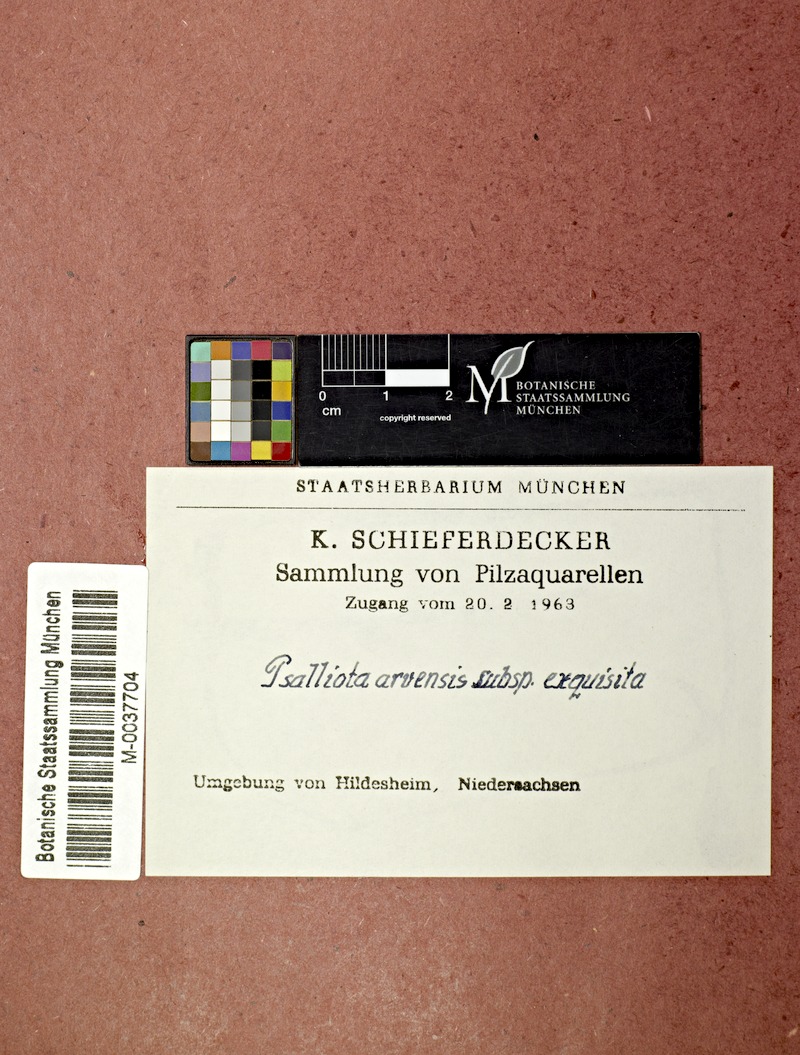 0 1 2
cm
copyright reserved
M BOTANISCHE
STAATSSAMMLUNG
MÜNCHEN
STAATSHERBARIUM MÜNCHEN
K. SCHIEFERDECKER
Sammlung von Pilzaquarellen
Zugang vom 20. 2 1963
Psalliota arvensis subsp. exquisita
Umgebung von Hildesheim, Niedersachsen
Botanische Staatssammlung München
M-0037704